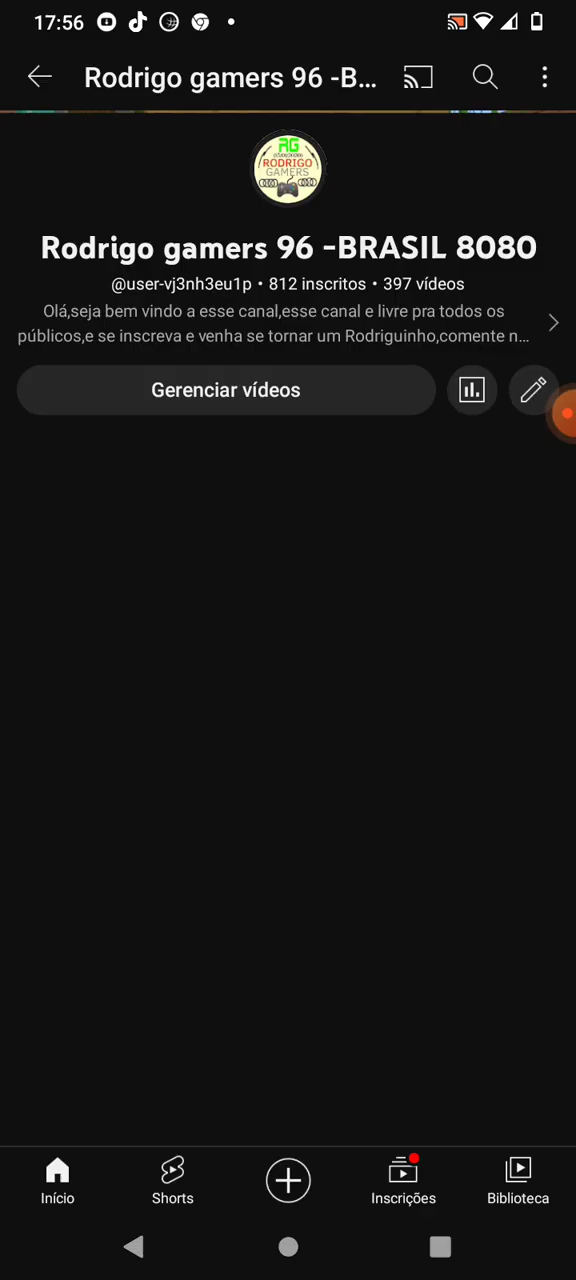 17:56
Rodrigo gamers 96 -B...
RG
RODRIGO
GAMERS
Rodrigo gamers 96 -BRASIL 8080
@user-vj3nh3eu1p • 812 inscritos • 397 vídeos
Olá,seja bem vindo a esse canal,esse canal e livre pra todos os
públicos,e se inscreva e venha se tornar um Rodriguinho,comente n...
Gerenciar vídeos
Início
Shorts
Inscrições
Biblioteca